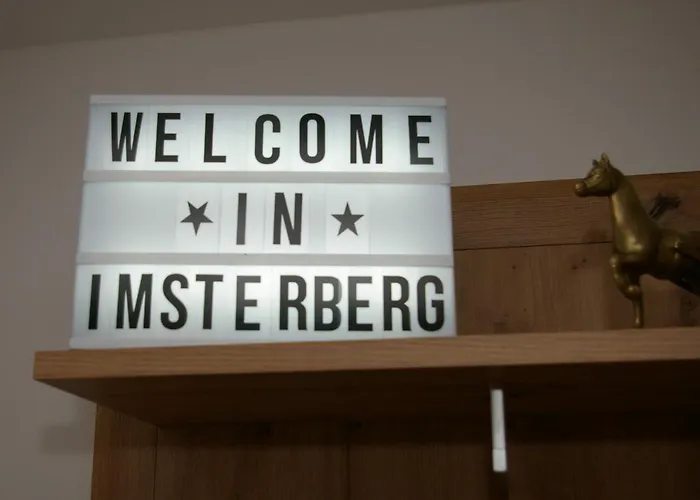 WELCOME
★ IN ★
IMSTERBERG